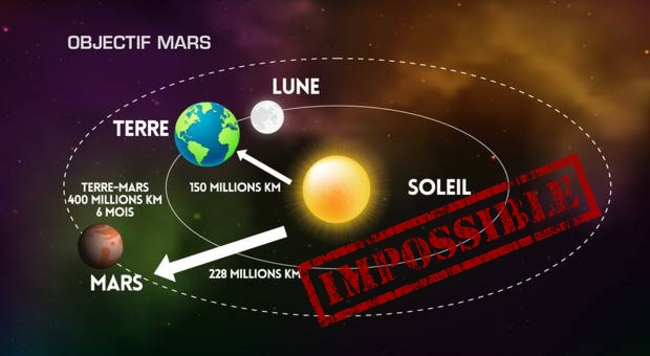 OBJECTIF MARS
LUNE
TERRE
TERRE-MARS
400 MILLIONS KM
6 MOIS
150 MILLIONS KM
SOLEIL
MARS
228 MILLIONS KM
IMPOSSIBLE